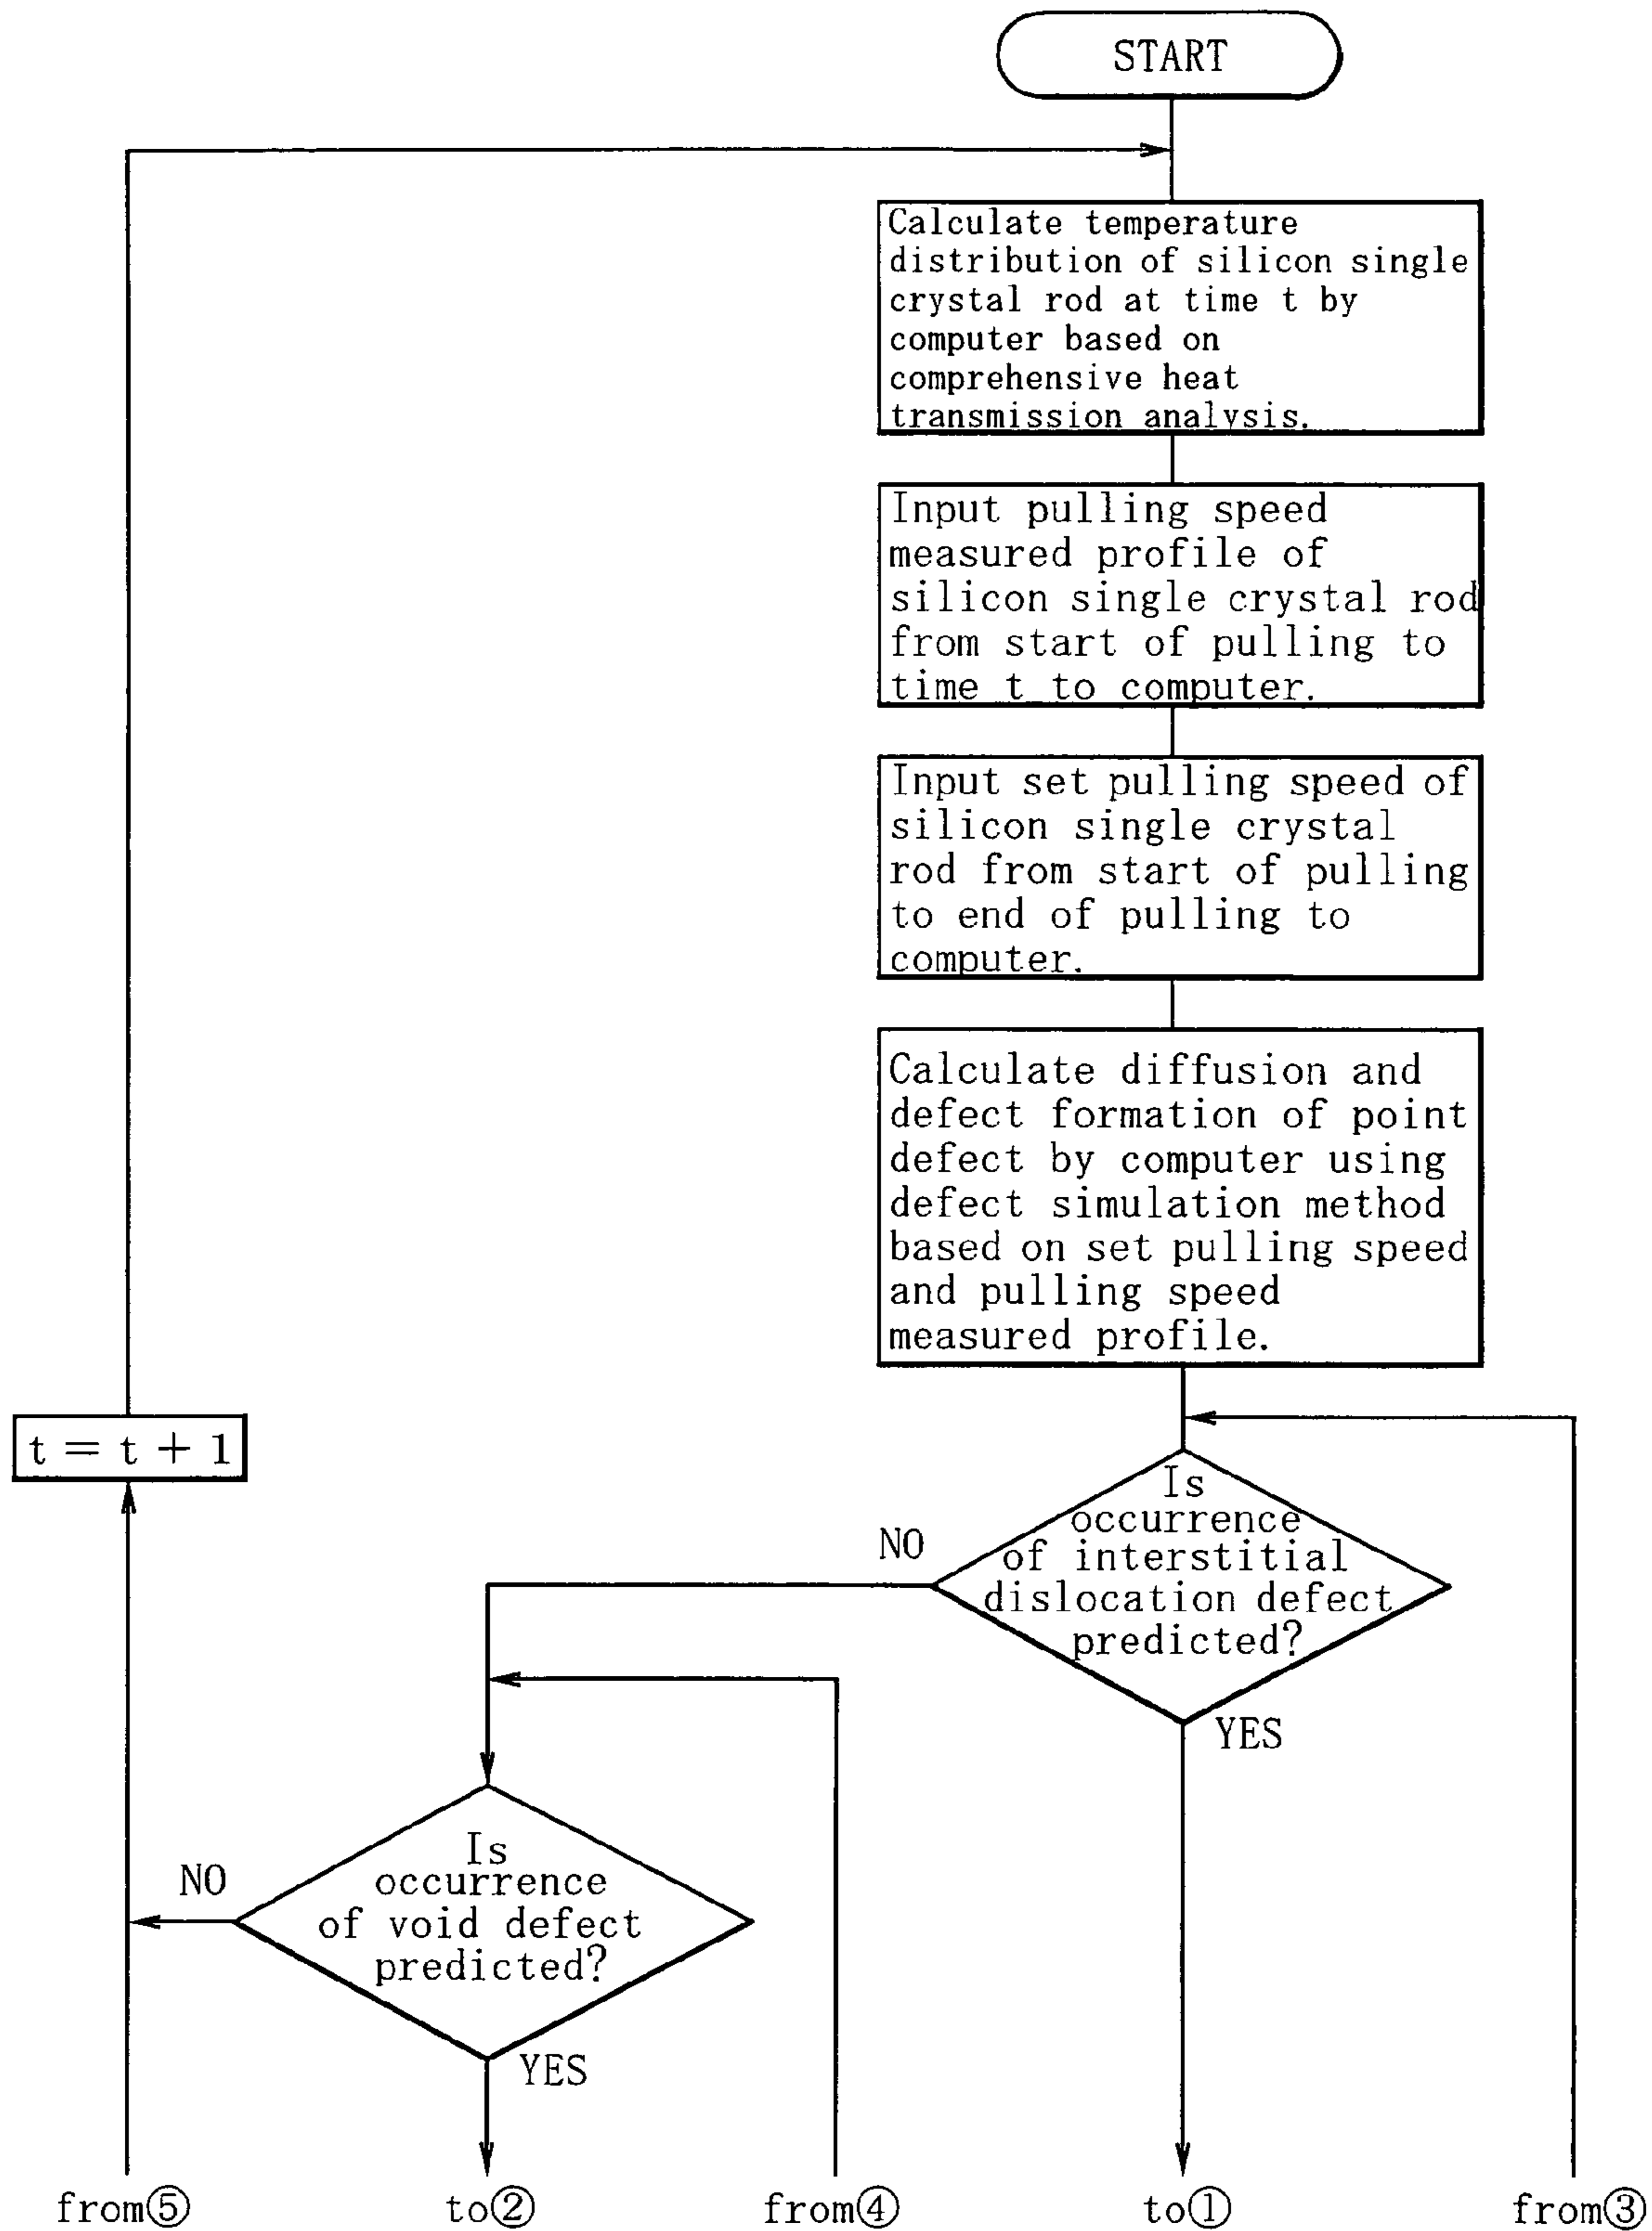 START
Calculate temperature
distribution of silicon single
crystal rod at time t by
computer based on
comprehensive heat
transmission analysis.
Input pulling speed
measured profile of
silicon single crystal rod
from start of pulling to
time t to computer.
Input set pulling speed of
silicon single crystal
rod from start of pulling
to end of pulling to
computer.
Calculate diffusion and
defect formation of point
defect by computer using
defect simulation method
based on set pulling speed
and pulling speed
measured profile.
t = t + 1
Is
occurrence
of interstitial
dislocation defect
predicted?
NO
YES
Is
occurrence
of void defect
predicted?
NO
YES
from⑤
to②
from④
to①
from③